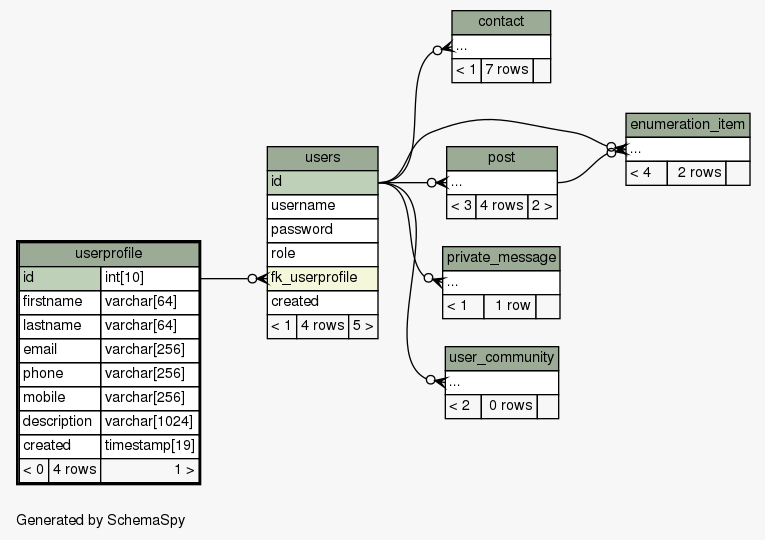 contact
...
< 1 7 rows
enumeration_item
...
< 4 2 rows
users
id
username
password
role
fk_userprofile
created
< 1 4 rows 5 >
post
...
< 3 4 rows 2 >
userprofile
id int[10]
firstname varchar[64]
lastname varchar[64]
email varchar[256]
phone varchar[256]
mobile varchar[256]
description varchar[1024]
created timestamp[19]
< 0 4 rows 1 >
private_message
...
< 1 1 row
user_community
...
< 2 0 rows
Generated by SchemaSpy